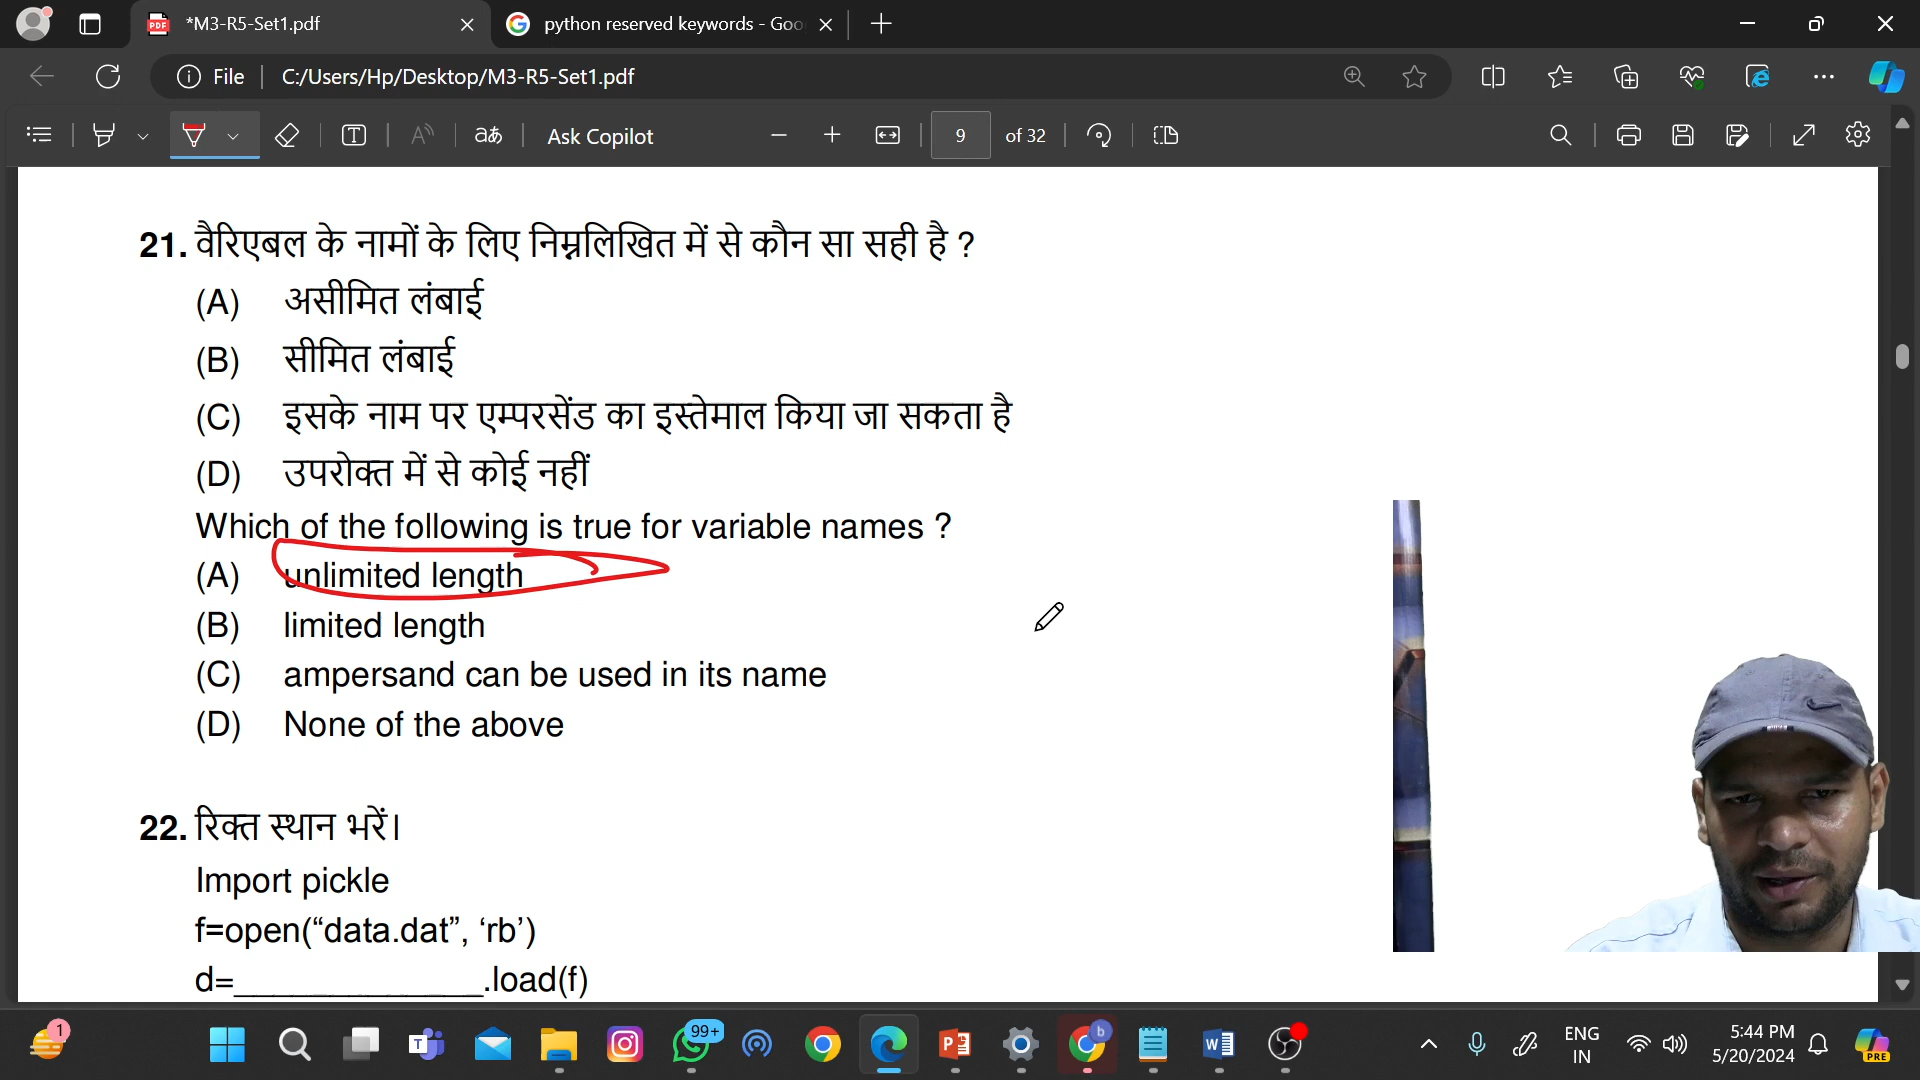 *M3-R5-Set1.pdf
python reserved keywords - Goo
File
C:/Users/Hp/Desktop/M3-R5-Set1.pdf
aあ
Ask Copilot
9 of 32
21. वैरिएबल के नामों के लिए निम्नलिखित में से कौन सा सही है ?
(A) असीमित लंबाई
(B) सीमित लंबाई
(C) इसके नाम पर एम्परसेंड का इस्तेमाल किया जा सकता है
(D) उपरोक्त में से कोई नहीं
Which of the following is true for variable names ?
(A) unlimited length
(B) limited length
(C) ampersand can be used in its name
(D) None of the above
22. रिक्त स्थान भरें।
Import pickle
f=open(“data.dat”, ‘rb’)
d=_____________.load(f)
1
99+
b
ENG
IN
5:44 PM
5/20/2024
PRE